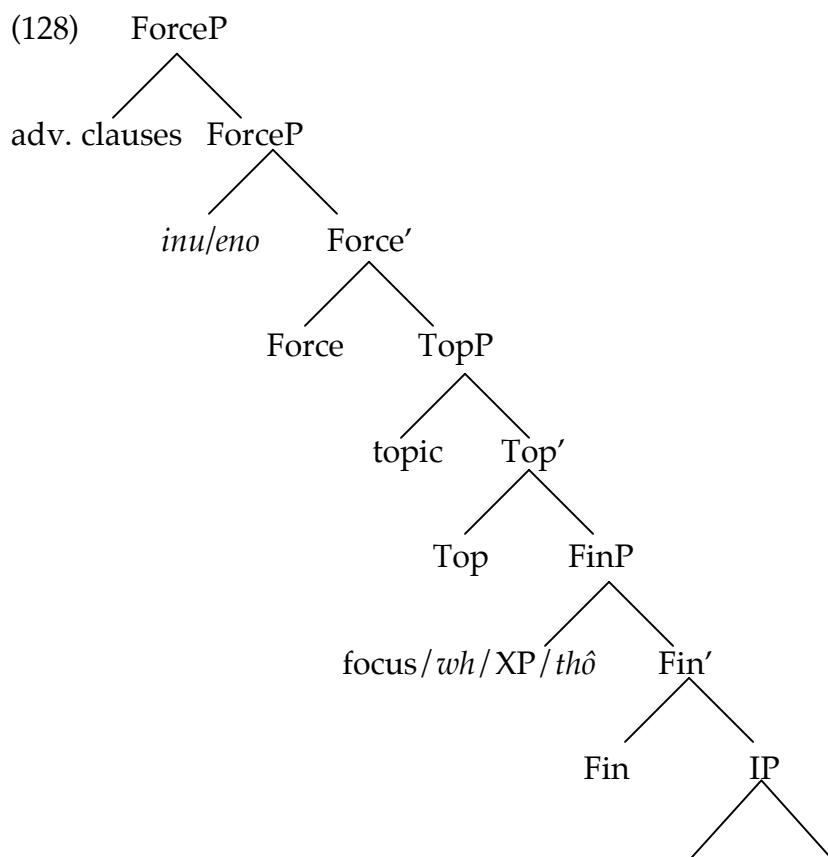 (128) ForceP
adv. clauses ForceP
inu/eno Force’
Force TopP
topic Top’
Top FinP
focus/wh/XP/thô Fin’
Fin IP